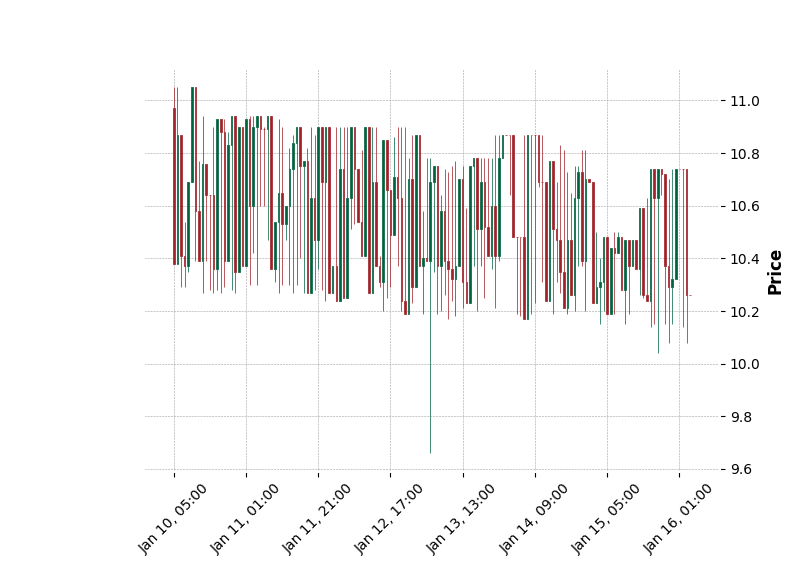 11.0
10.8
10.6
10.4
10.2
10.0
9.8
9.6
Price
Jan 10, 05:00
Jan 11, 01:00
Jan 11, 21:00
Jan 12, 17:00
Jan 13, 13:00
Jan 14, 09:00
Jan 15, 05:00
Jan 16, 01:00